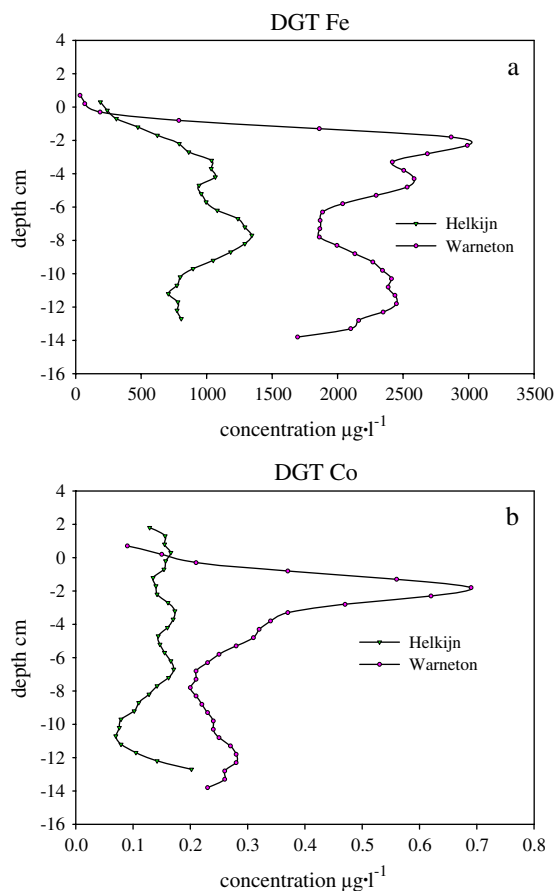 DGT Fe
a
4
2
0
-2
-4
-6
-8
-10
-12
-14
-16
depth cm
Helkijn
Warneton
0 500 1000 1500 2000 2500 3000 3500
concentration µg•l⁻¹
DGT Co
b
4
2
0
-2
-4
-6
-8
-10
-12
-14
-16
depth cm
Helkijn
Warneton
0.0 0.1 0.2 0.3 0.4 0.5 0.6 0.7 0.8
concentration µg•l⁻¹